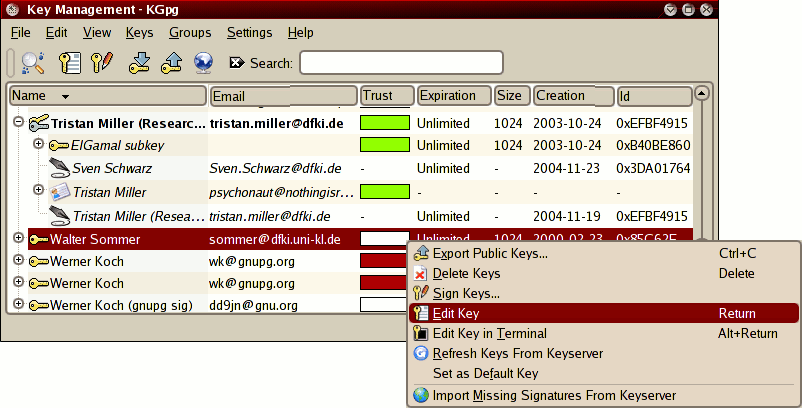 Key Management - KGpg
File Edit View Keys Groups Settings Help
Search:
Name Email Trust Expiration Size Creation Id
Tristan Miller (Researc... tristan.miller@dfki.de Unlimited 1024 2003-10-24 0xEFBF4915
ElGamal subkey Unlimited 1024 2003-10-24 0xB40BE860
Sven Schwarz Sven.Schwarz@dfki.de - Unlimited - 2004-11-23 0x3DA01764
Tristan Miller psychonaut@nothingisr... - - - -
Tristan Miller (Resea... tristan.miller@dfki.de - Unlimited - 2004-11-19 0xEFBF4915
Walter Sommer sommer@dfki.uni-kl.de Unlimited 1024 2000-02-23
Werner Koch wk@gnupg.org
Werner Koch wk@gnupg.org
Werner Koch (gnupg sig) dd9jn@gnu.org
Export Public Keys... Ctrl+C
Delete Keys Delete
Sign Keys...
Edit Key Return
Edit Key in Terminal Alt+Return
Refresh Keys From Keyserver
Set as Default Key
Import Missing Signatures From Keyserver